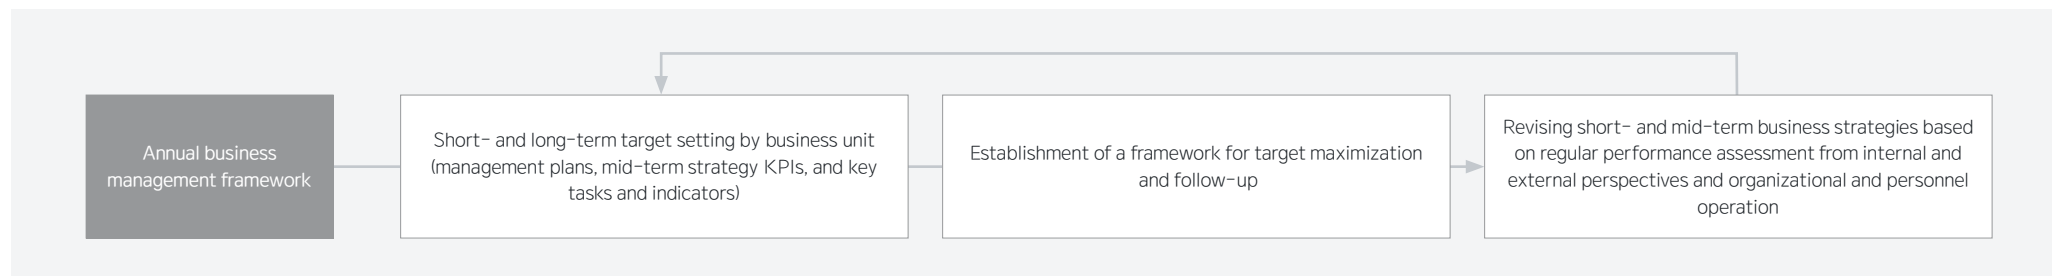 Annual business
management framework
Short- and long-term target setting by business unit
(management plans, mid-term strategy KPIs, and key
tasks and indicators)
Establishment of a framework for target maximization
and follow-up
Revising short- and mid-term business strategies based
on regular performance assessment from internal and
external perspectives and organizational and personnel
operation